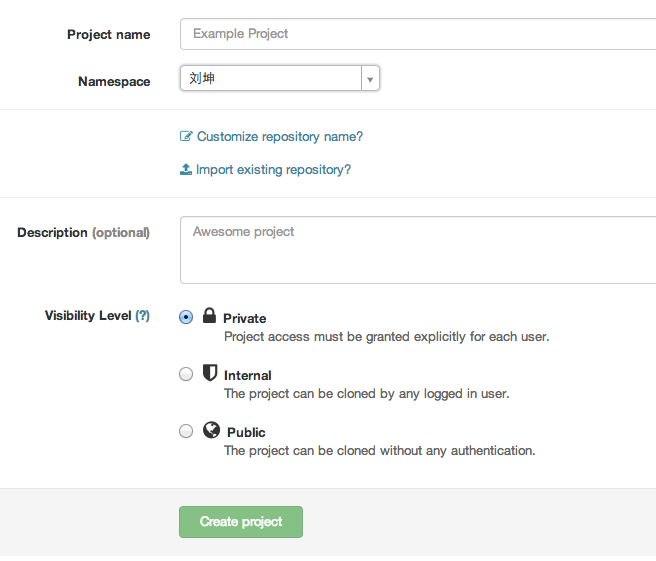 Project name
Example Project
Namespace
刘坤
Customize repository name?
Import existing repository?
Description (optional)
Awesome project
Visibility Level (?)
Private
Project access must be granted explicitly for each user.
Internal
The project can be cloned by any logged in user.
Public
The project can be cloned without any authentication.
Create project